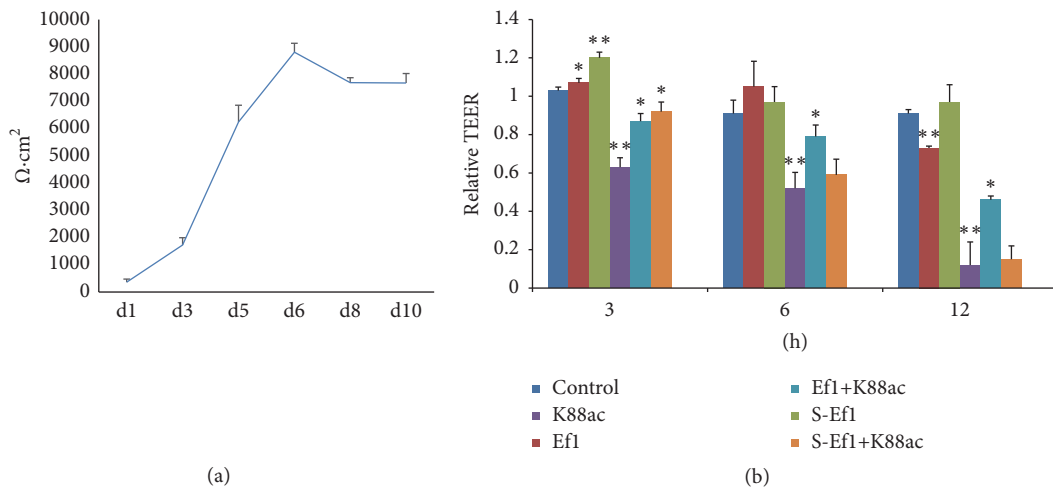 10000
9000
8000
7000
6000
5000
4000
3000
2000
1000
0
Ω·cm²
d1 d3 d5 d6 d8 d10
(a)
1.4
1.2
1
0.8
0.6
0.4
0.2
0
Relative TEER
* ** ** * *
** *
** ** *
3 6 12
(h)
Control Ef1+K88ac
K88ac S-Ef1
Ef1 S-Ef1+K88ac
(b)